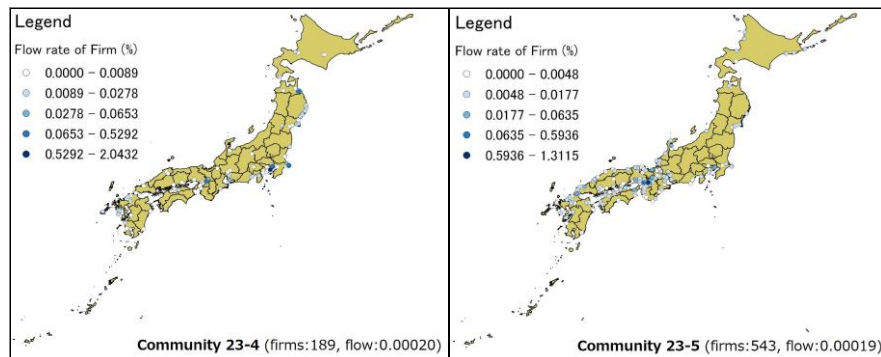 Legend
Flow rate of Firm (%)
0.0000 - 0.0089
0.0089 - 0.0278
0.0278 - 0.0653
0.0653 - 0.5292
0.5292 - 2.0432
Community 23-4 (firms:189, flow:0.00020)
Legend
Flow rate of Firm (%)
0.0000 - 0.0048
0.0048 - 0.0177
0.0177 - 0.0635
0.0635 - 0.5936
0.5936 - 1.3115
Community 23-5 (firms:543, flow:0.00019)